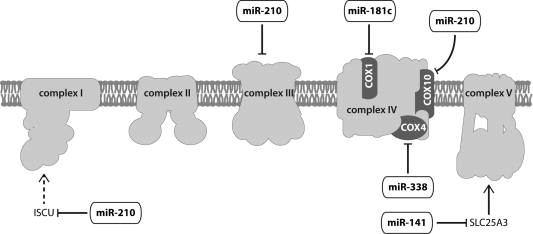 miR-210
miR-181c
miR-210
complex I
complex II
complex III
complex IV
COX1
COX10
COX4
complex V
miR-338
ISCU
miR-210
miR-141
SLC25A3